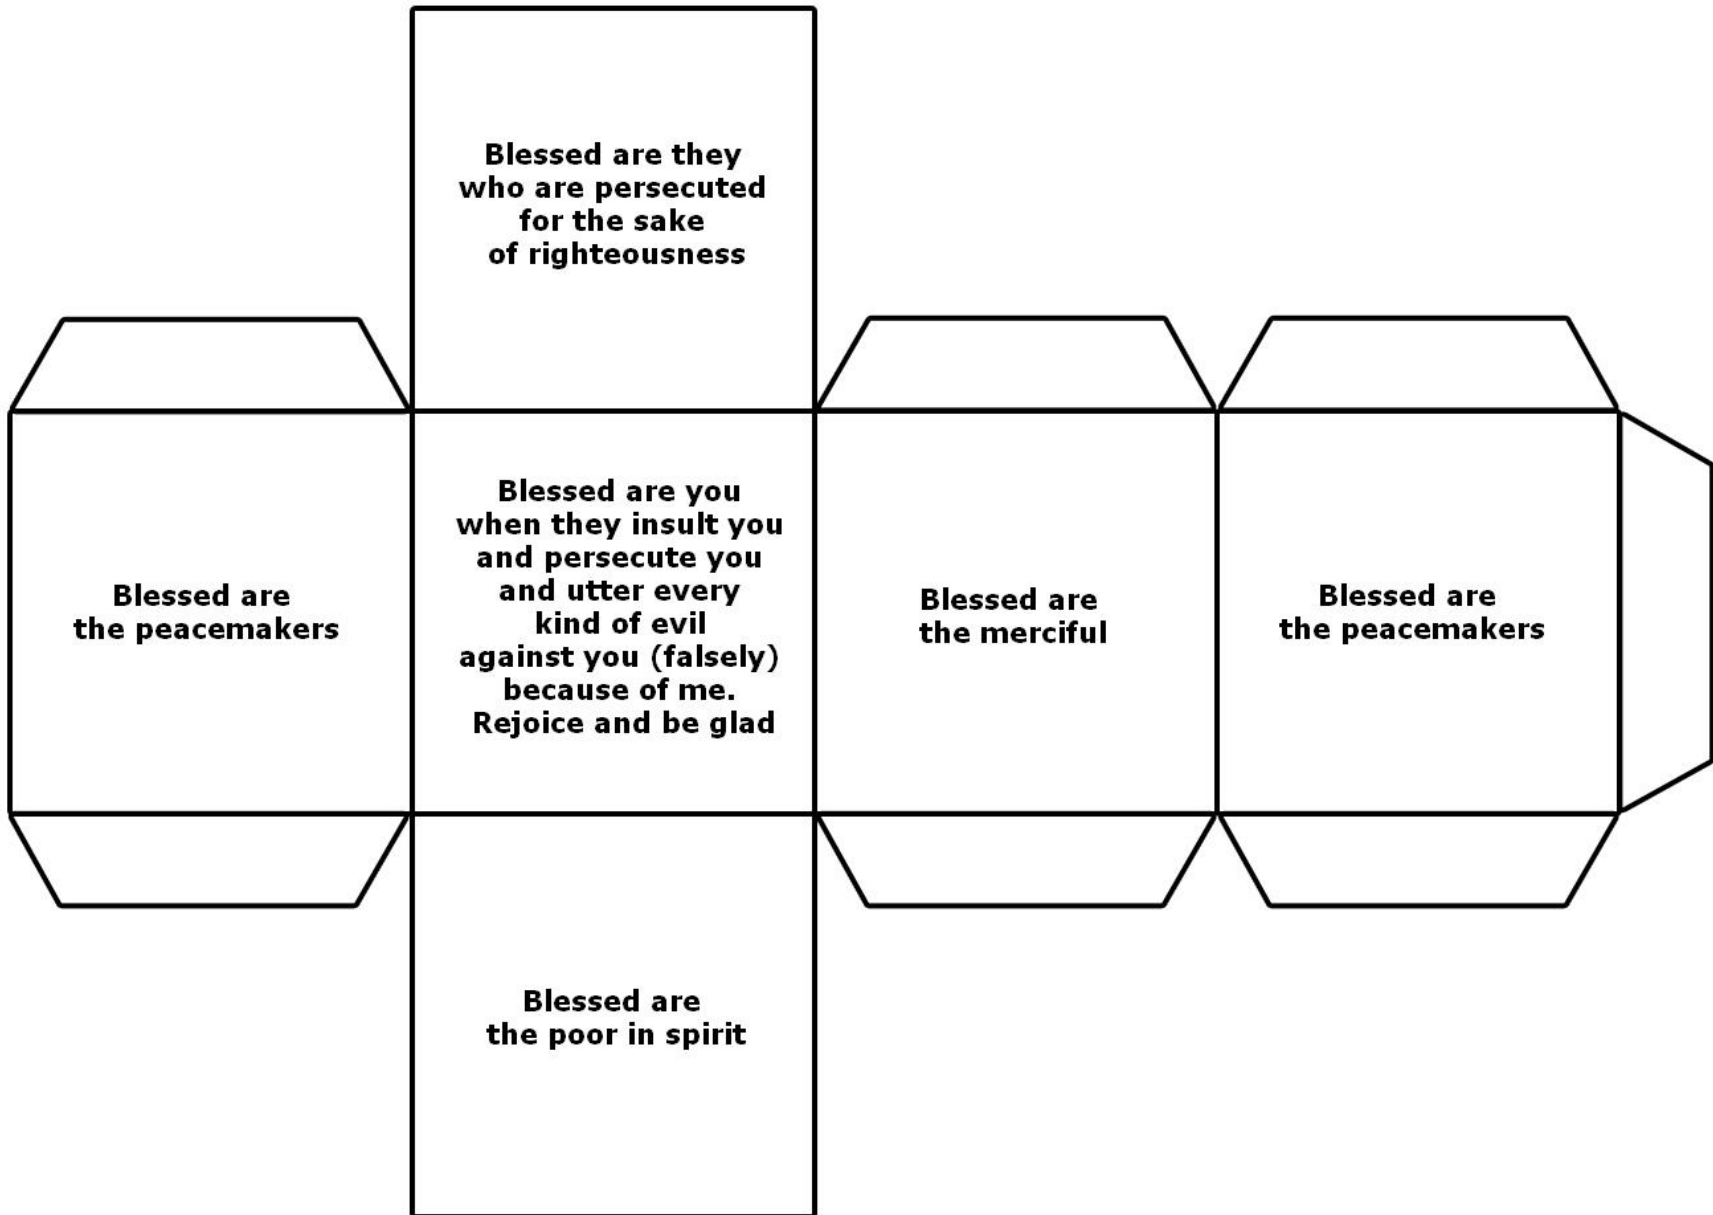 Blessed are they
who are persecuted
for the sake
of righteousness
Blessed are
the peacemakers
Blessed are you
when they insult you
and persecute you
and utter every
kind of evil
against you (falsely)
because of me.
Rejoice and be glad
Blessed are
the merciful
Blessed are
the peacemakers
Blessed are
the poor in spirit